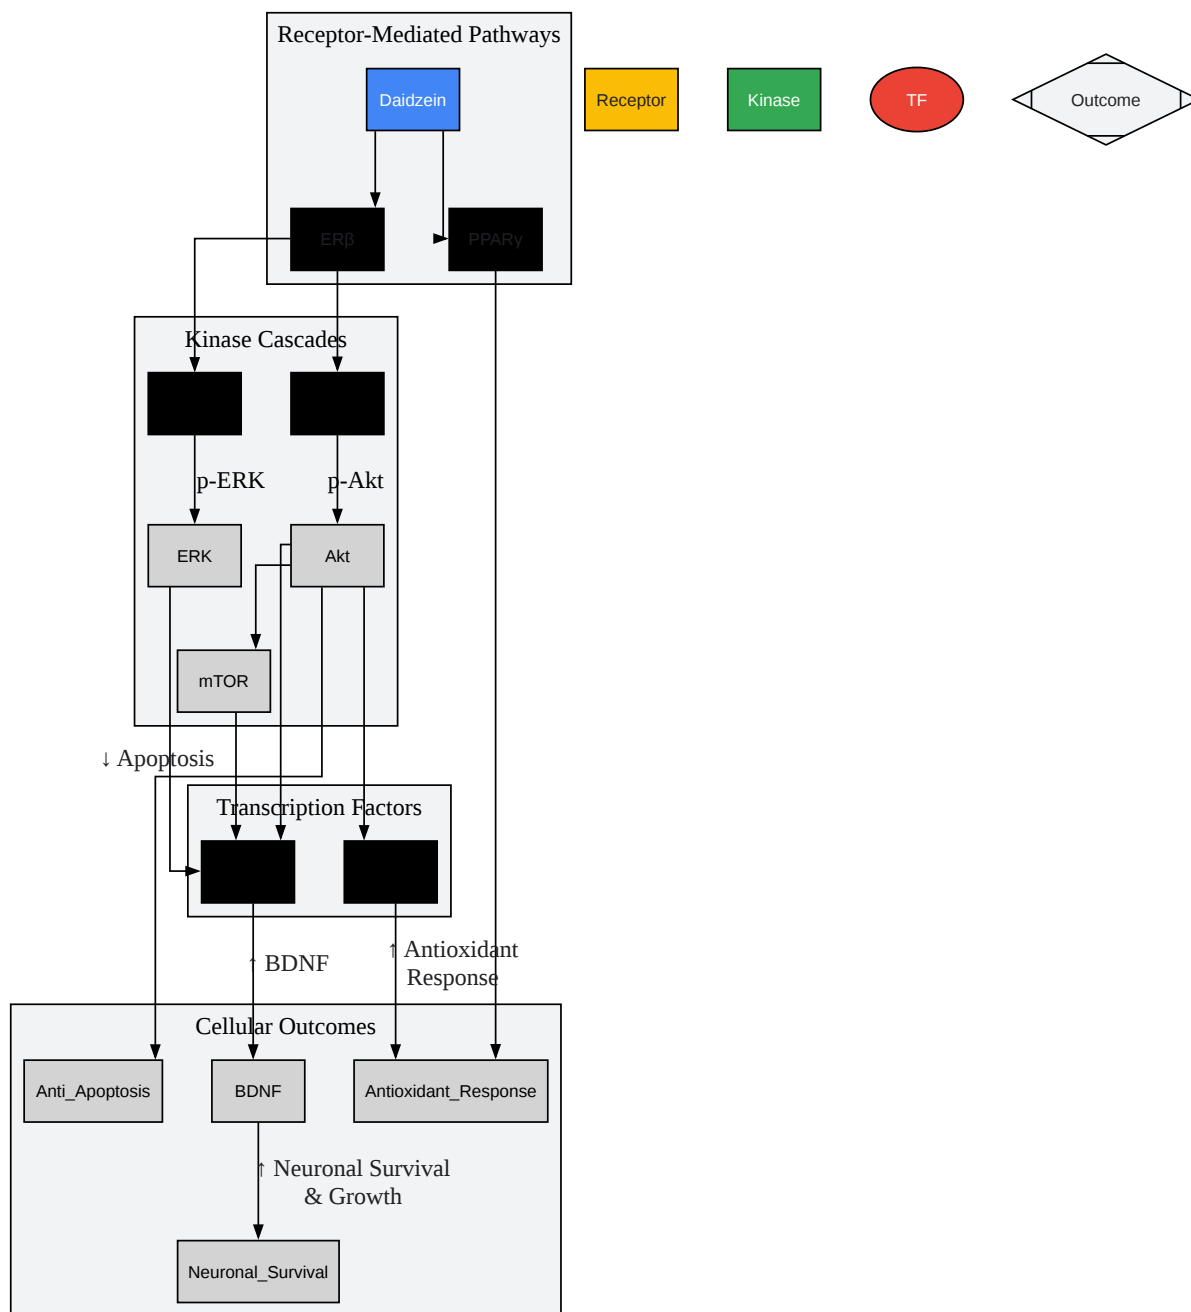 Receptor-Mediated Pathways
Daidzein
Receptor
Kinase
TF
Outcome
ERβ
PPARγ
Kinase Cascades
p-ERK
p-Akt
ERK
Akt
mTOR
↓ Apoptosis
Transcription Factors
↑ BDNF
↑ Antioxidant
Response
Cellular Outcomes
Anti_Apoptosis
BDNF
Antioxidant_Response
↑ Neuronal Survival
& Growth
Neuronal_Survival